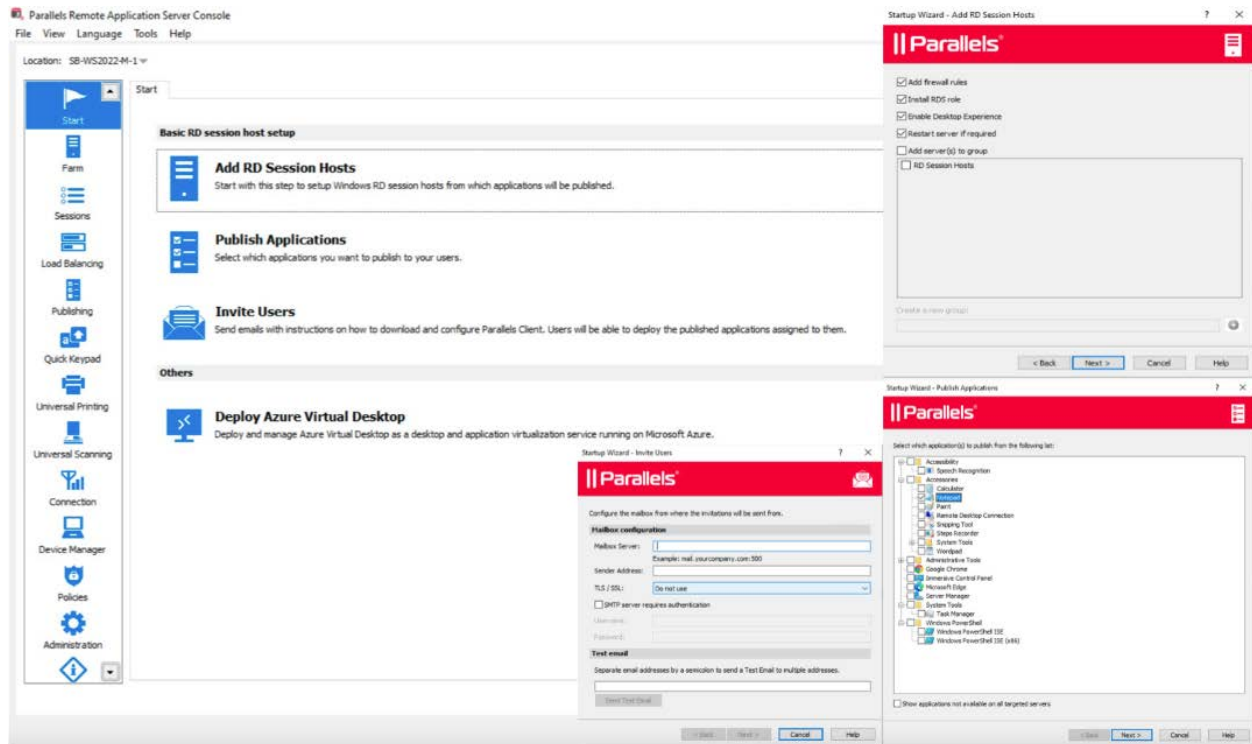 Parallels Remote Application Server Console
File View Language Tools Help
Location: SB-WS2022-M-1
Start
Farm
Sessions
Load Balancing
Publishing
Quick Keypad
Universal Printing
Universal Scanning
Connection
Device Manager
Policies
Administration
Start
Basic RD session host setup
Add RD Session Hosts
Start with this step to setup Windows RD session hosts from which applications will be published.
Publish Applications
Select which applications you want to publish to your users.
Invite Users
Send emails with instructions on how to download and configure Parallels Client. Users will be able to deploy the published applications assigned to them.
Others
Deploy Azure Virtual Desktop
Deploy and manage Azure Virtual Desktop as a desktop and application virtualization service running on Microsoft Azure.
Startup Wizard - Invite Users
Parallels®
Configure the mailbox from where the invitations will be sent from.
Mailbox configuration
Mailbox Server:
Example: mail.yourcompany.com:500
Sender Address:
TLS / SSL: Do not use
SMTP server requires authentication
Username:
Password:
Test email
Separate email addresses by a semicolon to send a Test Email to multiple addresses.
Send Test Email
< Back Next > Cancel Help
Startup Wizard - Add RD Session Hosts
Parallels®
Add firewall rules
Install RDS role
Enable Desktop Experience
Restart server if required
Add server(s) to group
RD Session Hosts
Create a new group:
< Back Next > Cancel Help
Startup Wizard - Publish Applications
Parallels®
Select which application(s) to publish from the following list:
Accessibility
Speech Recognition
Accessories
Calculator
Notepad
Paint
Remote Desktop Connection
Snipping Tool
Steps Recorder
System Tools
Wordpad
Administrative Tools
Google Chrome
Immersive Control Panel
Microsoft Edge
Server Manager
System Tools
Task Manager
Windows PowerShell
Windows PowerShell ISE
Windows PowerShell ISE (x86)
Show applications not available on all targeted servers
< Back Next > Cancel Help